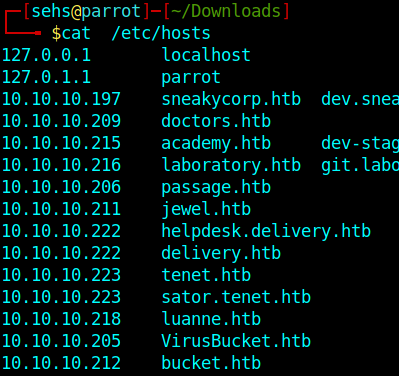 [sehs@parrot]─[~/Downloads]
$cat  /etc/hosts
127.0.0.1       localhost
127.0.1.1       parrot
10.10.10.197    sneakycorp.htb  dev.snea
10.10.10.209    doctors.htb
10.10.10.215    academy.htb     dev-stag
10.10.10.216    laboratory.htb  git.labo
10.10.10.206    passage.htb
10.10.10.211    jewel.htb
10.10.10.222    helpdesk.delivery.htb
10.10.10.222    delivery.htb
10.10.10.223    tenet.htb
10.10.10.223    sator.tenet.htb
10.10.10.218    luanne.htb
10.10.10.205    VirusBucket.htb
10.10.10.212    bucket.htb